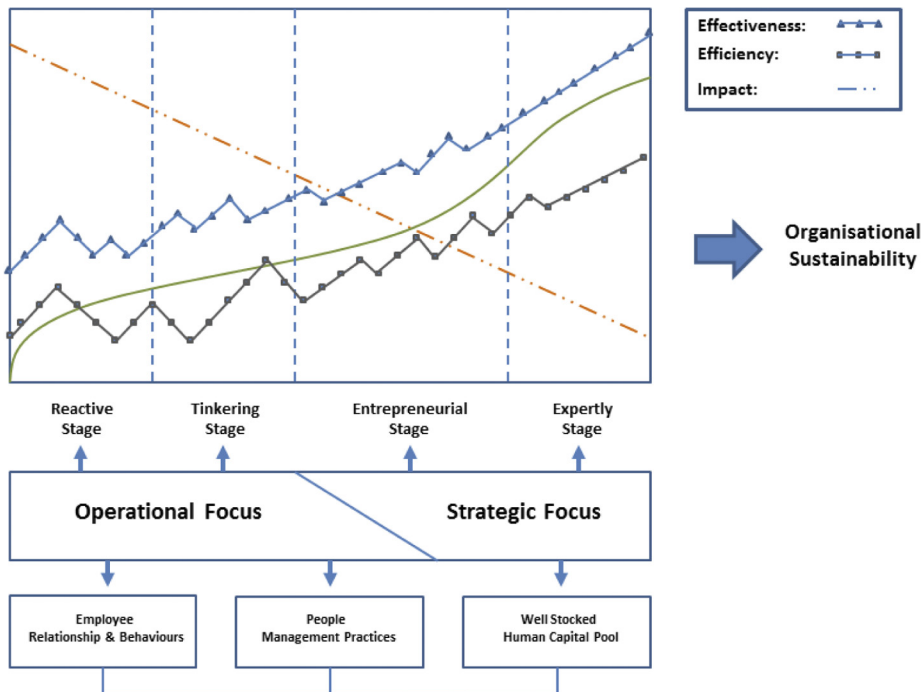 Effectiveness:
Efficiency:
Impact:
Organisational
Sustainability
Reactive
Stage
Tinkering
Stage
Entrepreneurial
Stage
Expertly
Stage
Operational Focus
Strategic Focus
Employee
Relationship & Behaviours
People
Management Practices
Well Stocked
Human Capital Pool